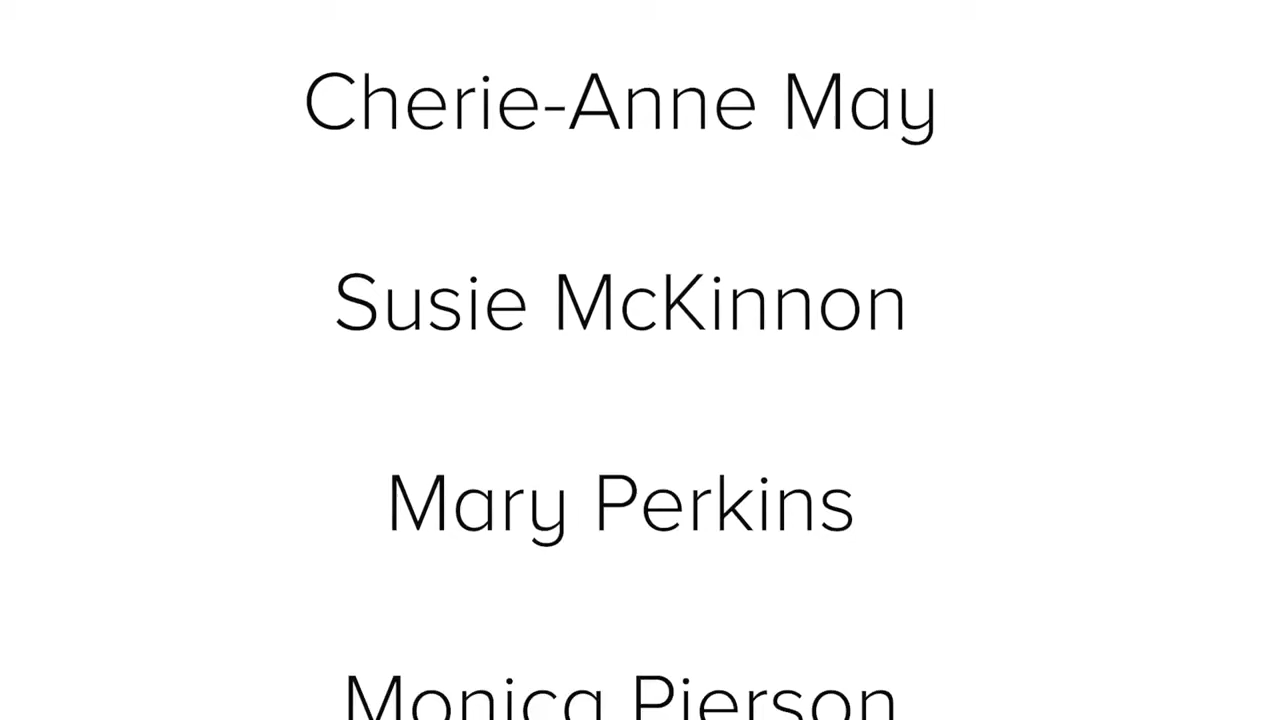 Cherie-Anne May
Susie McKinnon
Mary Perkins
Monica Pierson